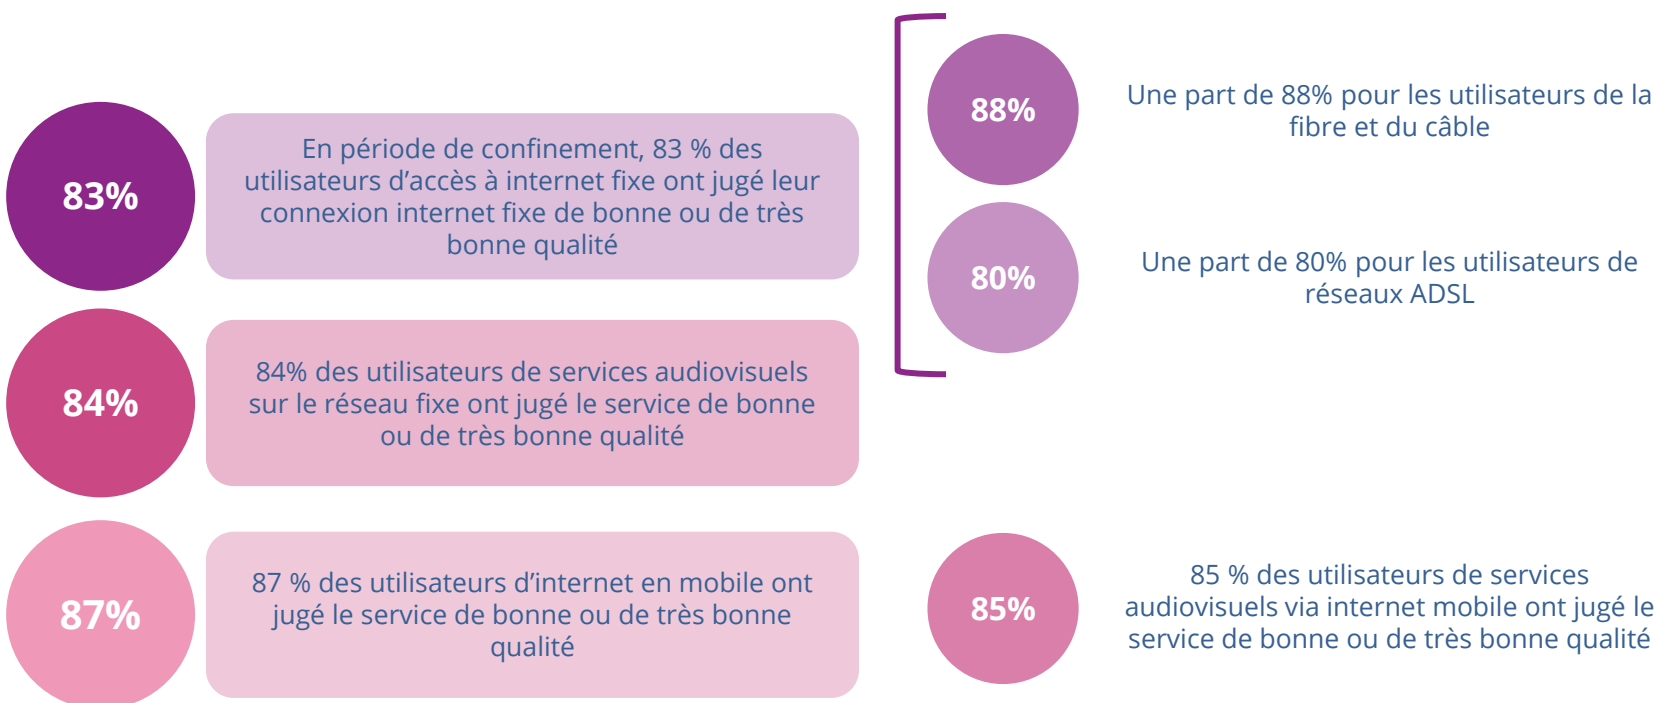 83%
En période de confinement, 83 % des
utilisateurs d’accès à internet fixe ont jugé leur
connexion internet fixe de bonne ou de très
bonne qualité
88%
Une part de 88% pour les utilisateurs de la
fibre et du câble
80%
Une part de 80% pour les utilisateurs de
réseaux ADSL
84%
84% des utilisateurs de services audiovisuels
sur le réseau fixe ont jugé le service de bonne
ou de très bonne qualité
87%
87 % des utilisateurs d’internet en mobile ont
jugé le service de bonne ou de très bonne
qualité
85%
85 % des utilisateurs de services
audiovisuels via internet mobile ont jugé le
service de bonne ou de très bonne qualité